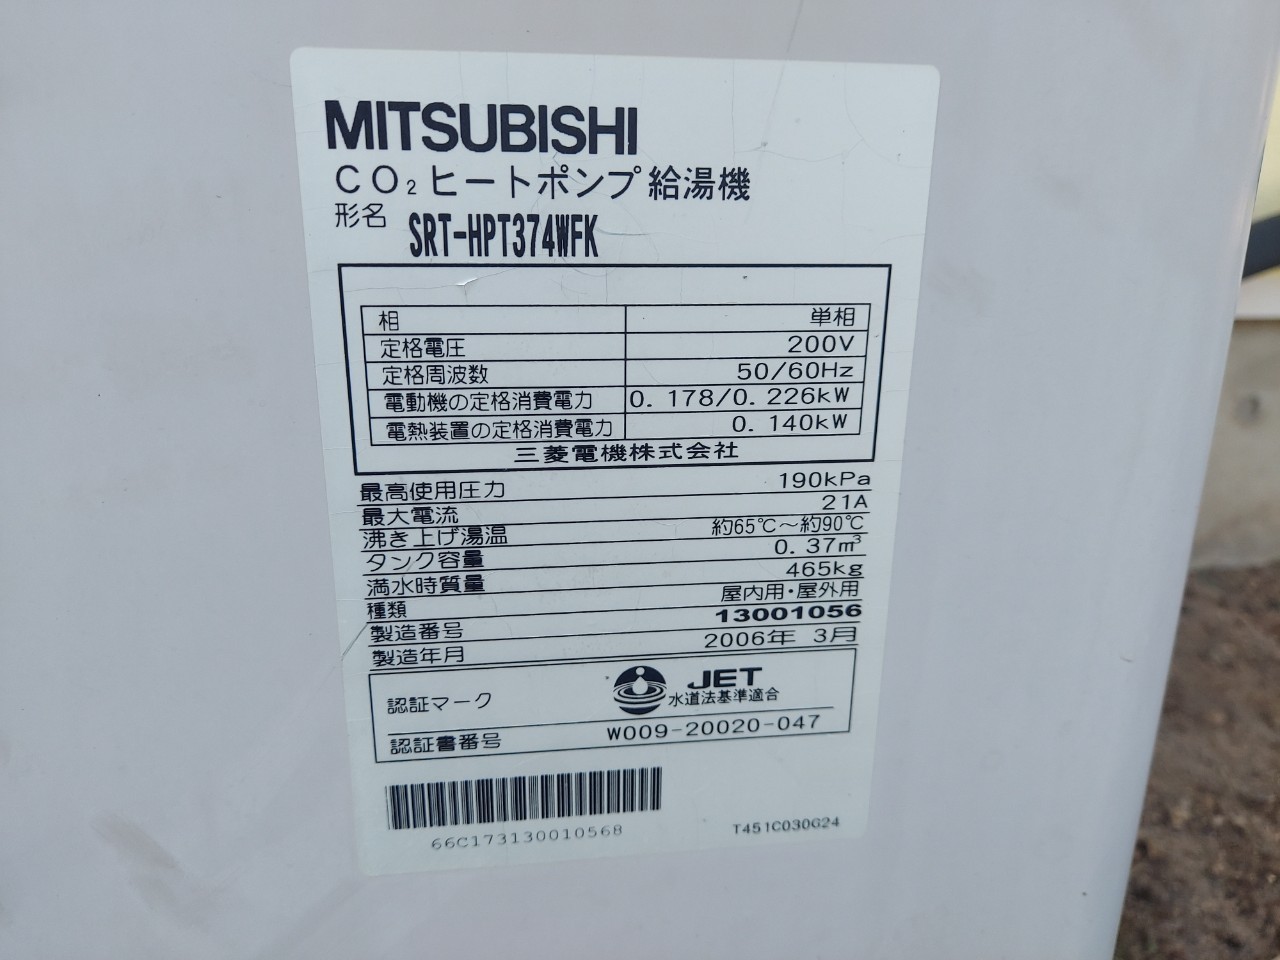 MITSUBISHI
CO₂ヒートポンプ給湯機
形名 SRT-HPT374WFK
相 単相
定格電圧 200V
定格周波数 50/60Hz
電動機の定格消費電力 0.178/0.226kW
電熱装置の定格消費電力 0.140kW
三菱電機株式会社
最高使用圧力 190kPa
最大電流 21A
沸き上げ湯温 約65℃～約90℃
タンク容量 0.37m³
満水時質量 465kg
種類 屋内用・屋外用
製造番号 13001056
製造年月 2006年 3月
認証マーク JET
水道法基準適合
認証書番号 W009-20020-047
66C173130010568
T451C030G24